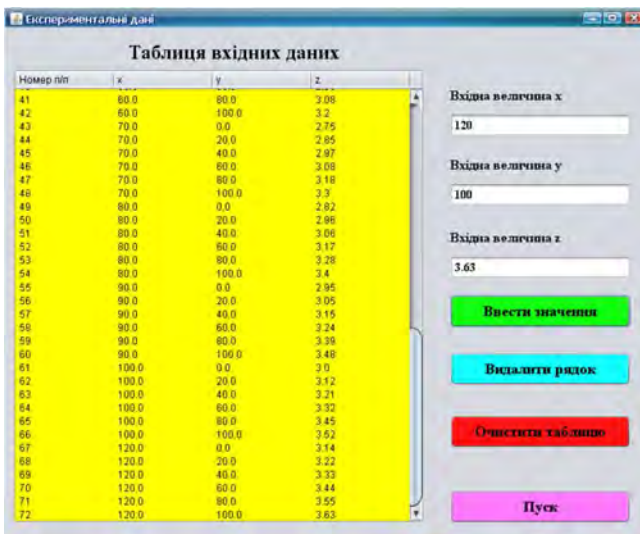 Експериментальні дані
Таблиця вхідних даних
Номер п/п x y z
41 60.0 80.0 3.08
42 60.0 100.0 3.2
43 70.0 0.0 2.75
44 70.0 20.0 2.85
45 70.0 40.0 2.97
46 70.0 60.0 3.08
47 70.0 80.0 3.18
48 70.0 100.0 3.3
49 80.0 0.0 2.82
50 80.0 20.0 2.96
51 80.0 40.0 3.06
52 80.0 60.0 3.17
53 80.0 80.0 3.28
54 80.0 100.0 3.4
55 90.0 0.0 2.95
56 90.0 20.0 3.05
57 90.0 40.0 3.15
58 90.0 60.0 3.24
59 90.0 80.0 3.39
60 90.0 100.0 3.48
61 100.0 0.0 3.0
62 100.0 20.0 3.12
63 100.0 40.0 3.21
64 100.0 60.0 3.32
65 100.0 80.0 3.45
66 100.0 100.0 3.52
67 120.0 0.0 3.14
68 120.0 20.0 3.22
69 120.0 40.0 3.33
70 120.0 60.0 3.44
71 120.0 80.0 3.55
72 120.0 100.0 3.63
Вхідна величина x
120
Вхідна величина y
100
Вхідна величина z
3.63
Ввести значення
Видалити рядок
Очистити таблицю
Пуск